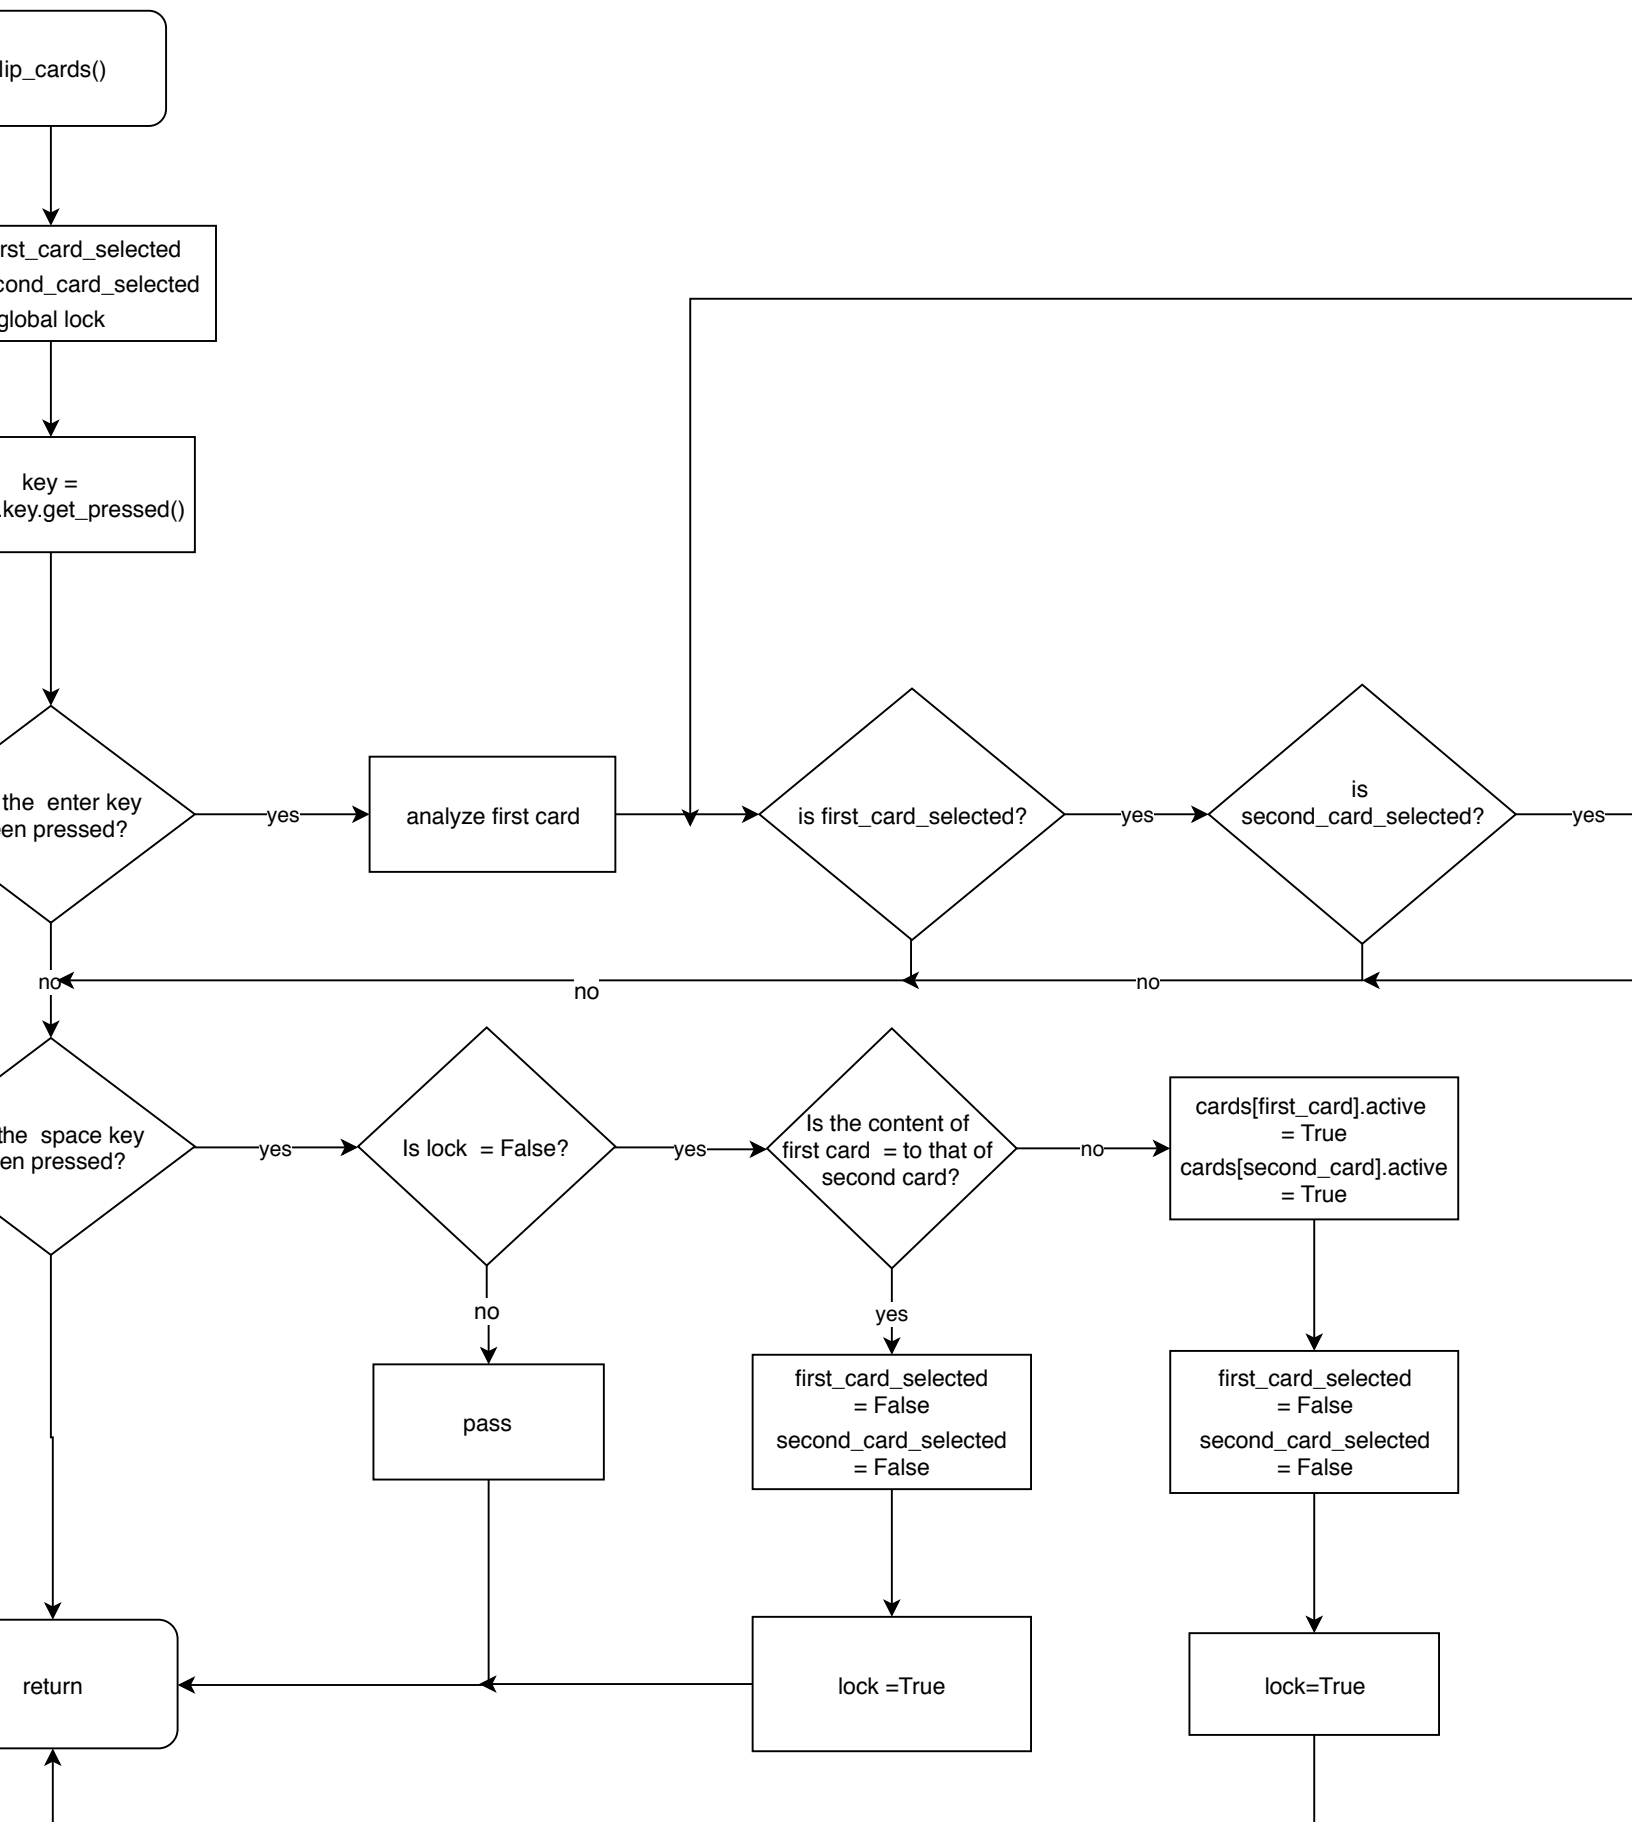 lip_cards()
rst_card_selected
cond_card_selected
global lock
key =
.key.get_pressed()
the  enter key
en pressed?
yes
analyze first card
is first_card_selected?
yes
is
second_card_selected?
yes
no
no
no
the  space key
en pressed?
yes
Is lock  = False?
yes
Is the content of
first card  = to that of
second card?
no
cards[first_card].active
= True
cards[second_card].active
= True
no
yes
pass
first_card_selected
= False
second_card_selected
= False
first_card_selected
= False
second_card_selected
= False
return
lock =True
lock=True